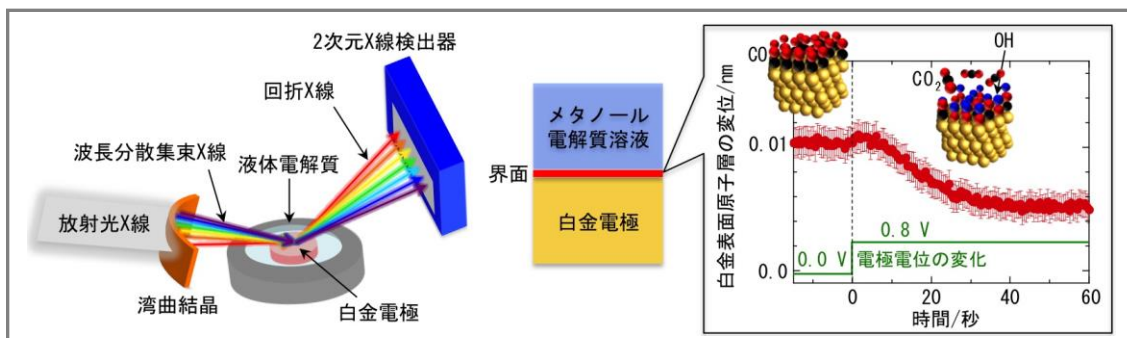 2次元X線検出器
回折X線
波長分散集束X線
液体電解質
放射光X線
湾曲結晶
白金電極
メタノール
電解質溶液
界面
白金電極
白金表面原子層の変位/nm
CO
OH
CO2
0.01
0.0
0.8 V
0.0 V
電極電位の変化
0
20
40
60
時間/秒